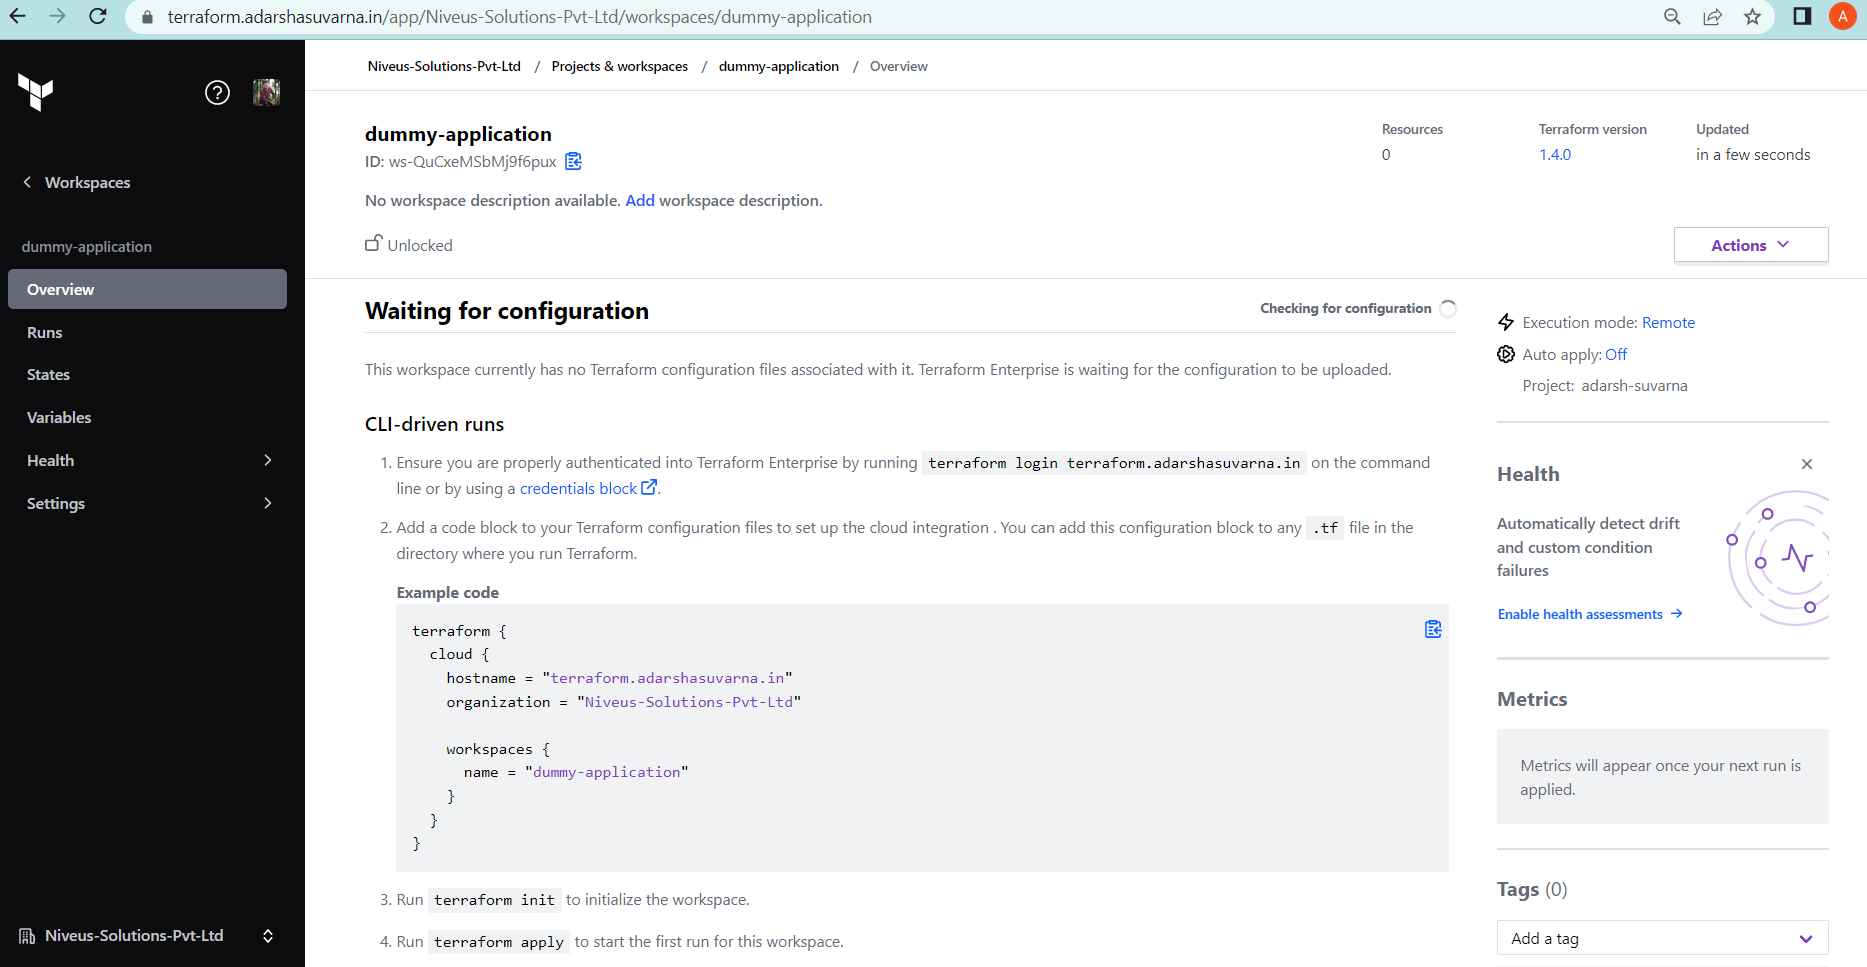 terraform.adarshasuvarna.in/app/Niveus-Solutions-Pvt-Ltd/workspaces/dummy-application
A
?
Workspaces
dummy-application
Overview
Runs
States
Variables
Health
Settings
Niveus-Solutions-Pvt-Ltd
Niveus-Solutions-Pvt-Ltd / Projects & workspaces / dummy-application / Overview
dummy-application
ID: ws-QuCxeMSbMj9f6pux
No workspace description available. Add workspace description.
Unlocked
Resources
0
Terraform version
1.4.0
Updated
in a few seconds
Actions
Waiting for configuration
Checking for configuration
This workspace currently has no Terraform configuration files associated with it. Terraform Enterprise is waiting for the configuration to be uploaded.
CLI-driven runs
1. Ensure you are properly authenticated into Terraform Enterprise by running terraform login terraform.adarshasuvarna.in on the command
line or by using a credentials block.
2. Add a code block to your Terraform configuration files to set up the cloud integration . You can add this configuration block to any .tf file in the
directory where you run Terraform.
Example code
terraform {
cloud {
hostname = "terraform.adarshasuvarna.in"
organization = "Niveus-Solutions-Pvt-Ltd"
workspaces {
name = "dummy-application"
}
}
}
3. Run terraform init to initialize the workspace.
4. Run terraform apply to start the first run for this workspace.
Execution mode: Remote
Auto apply: Off
Project: adarsh-suvarna
Health
Automatically detect drift
and custom condition
failures
Enable health assessments
Metrics
Metrics will appear once your next run is
applied.
Tags (0)
Add a tag